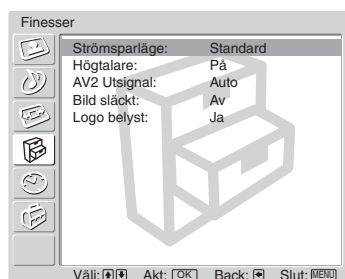 Finesser
Strömsparläge: Standard
Högtalare: På
AV2 Utsignal: Auto
Bild släckt: Av
Logo belyst: Ja
Välj: Akt: OK Back: Slut: MENU